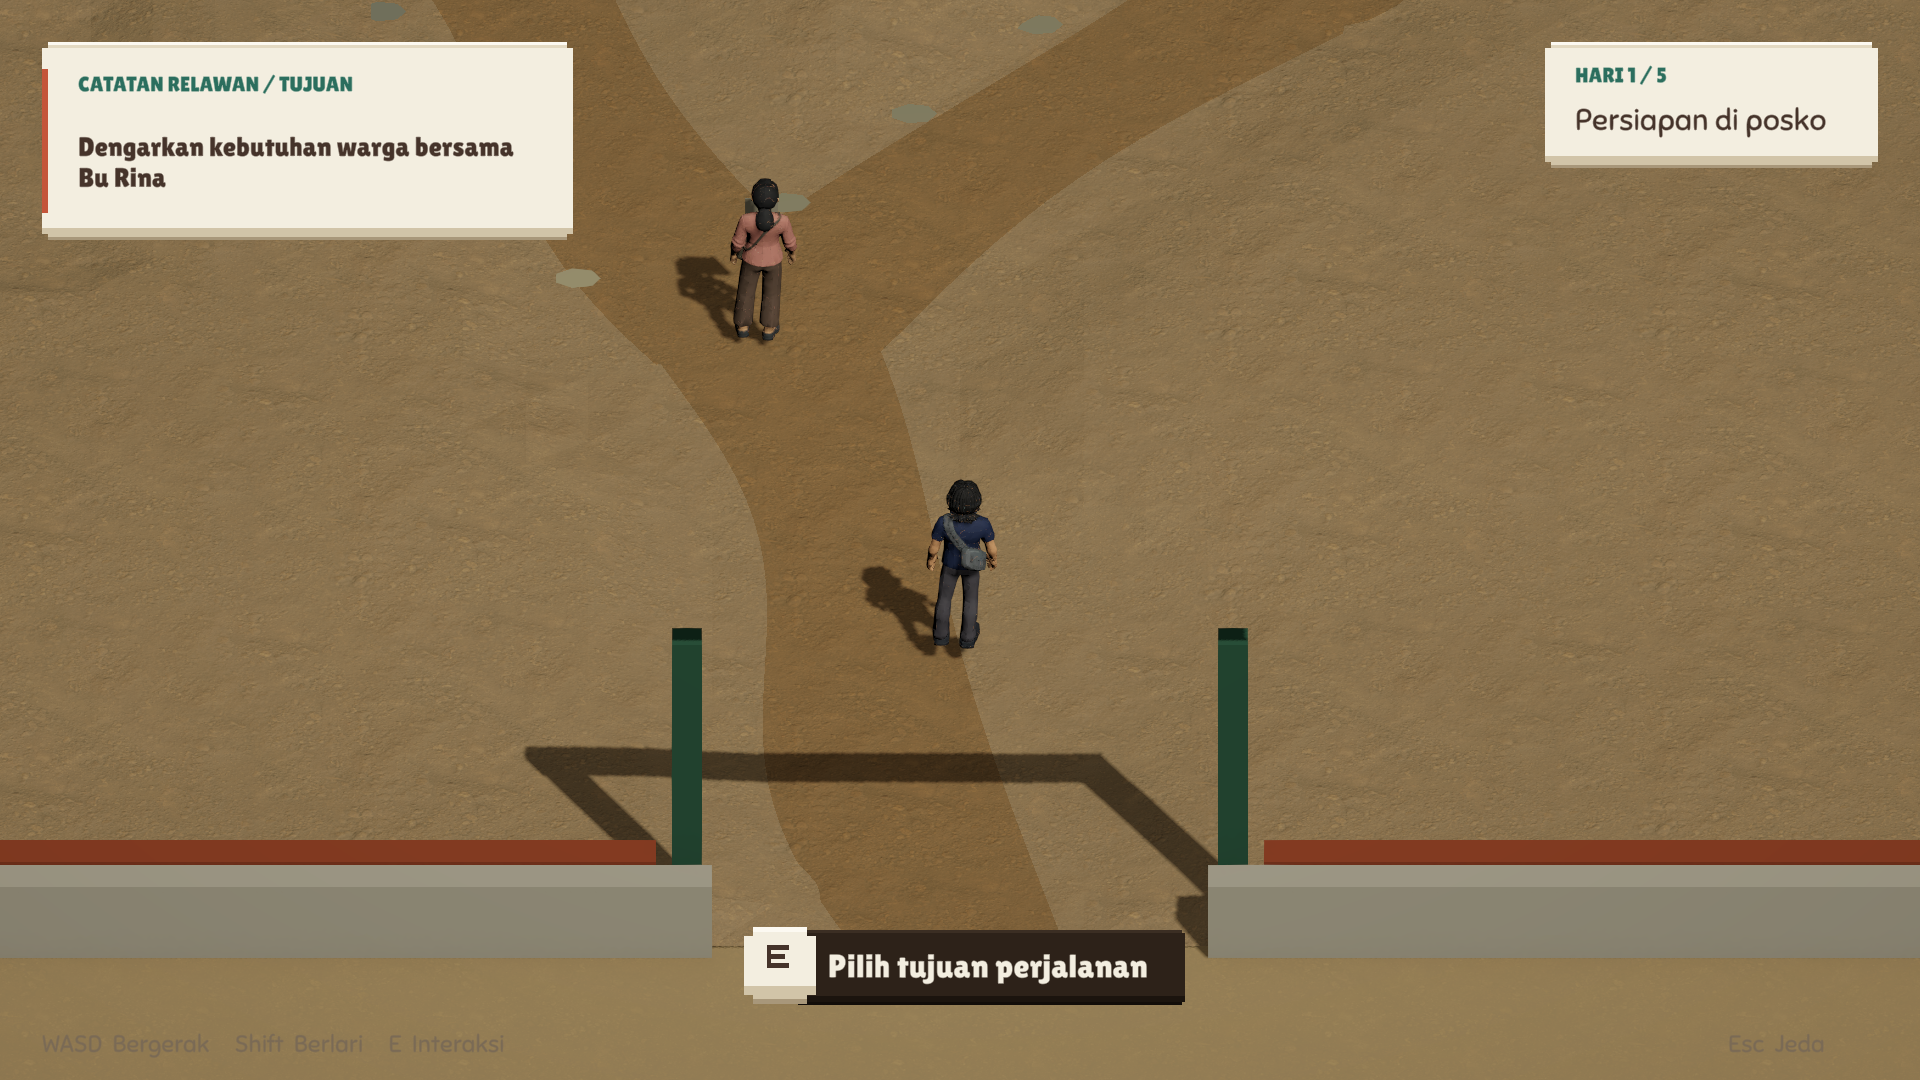 CATATAN RELAWAN / TUJUAN
Dengarkan kebutuhan warga bersama
Bu Rina
HARI 1 / 5
Persiapan di posko
E
Pilih tujuan perjalanan
WASD Bergerak Shift Berlari E Interaksi
Esc Jeda